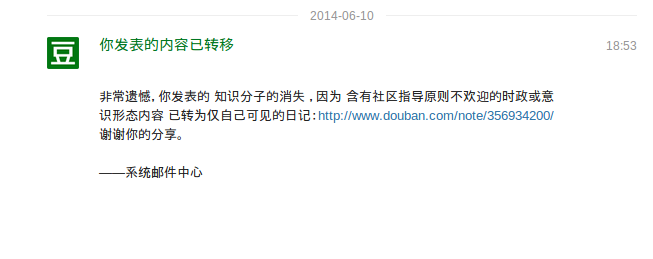 2014-06-10
豆
你发表的内容已转移
18:53
非常遗憾, 你发表的 知识分子的消失 , 因为 含有社区指导原则不欢迎的时政或意
识形态内容 已转为仅自己可见的日记: http://www.douban.com/note/356934200/
谢谢你的分享。
——系统邮件中心